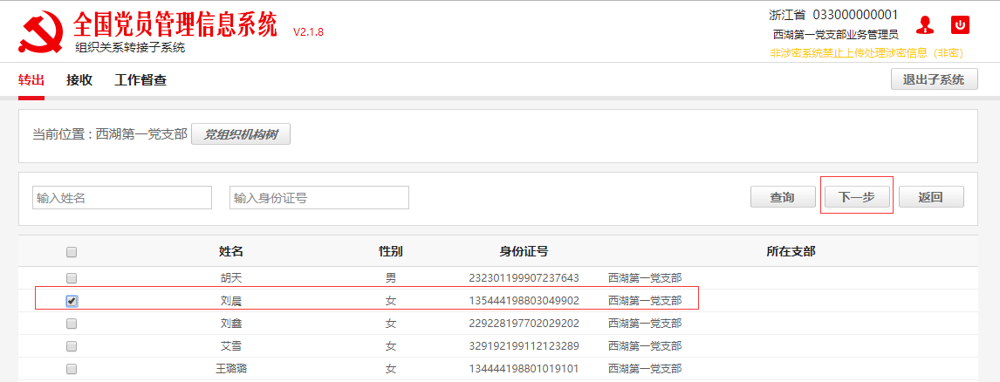 全国党员管理信息系统 V2.1.8
组织关系转接子系统
浙江省 033000000001
西湖第一党支部业务管理员
非涉密系统禁止上传处理涉密信息（非密）
转出 接收 工作督查 退出子系统
当前位置 : 西湖第一党支部 党组织机构树
输入姓名 输入身份证号 查询 下一步 返回
姓名 性别 身份证号 所在支部
胡天 男 232301199907237643 西湖第一党支部
刘晨 女 135444198803049902 西湖第一党支部
刘鑫 女 229228197702029202 西湖第一党支部
艾雪 女 329192199112123289 西湖第一党支部
王璐璐 女 134444198801019101 西湖第一党支部